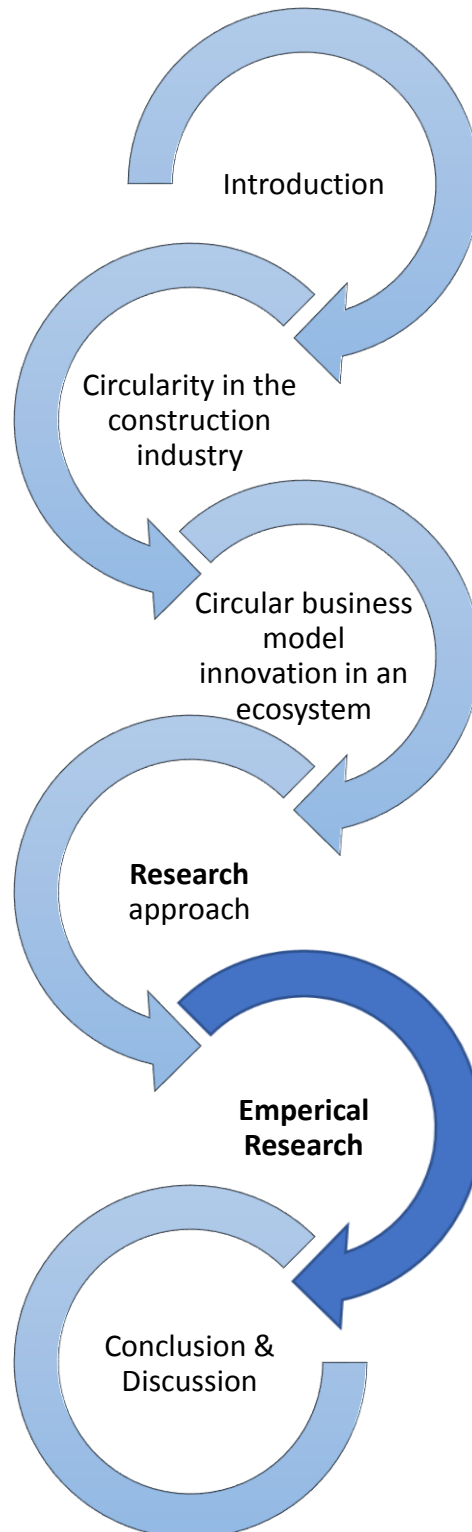 Introduction
Circularity in the
construction
industry
Circular business
model
innovation in an
ecosystem
Research
approach
Emperical
Research
Conclusion &
Discussion